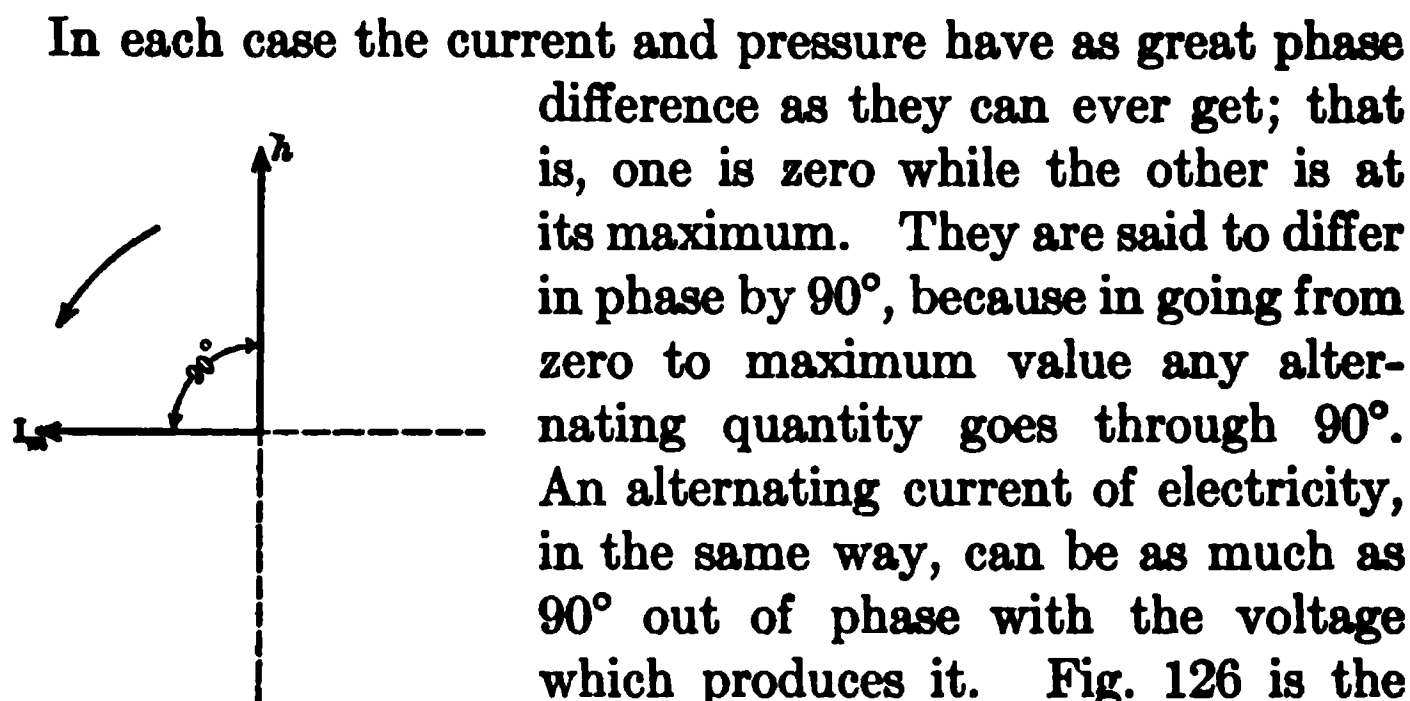 In each case the current and pressure have as great phase
difference as they can ever get; that
h
is, one is zero while the other is at
its maximum. They are said to differ
in phase by 90°, because in going from
90°
zero to maximum value any alter-
nating quantity goes through 90°.
An alternating current of electricity,
in the same way, can be as much as
90° out of phase with the voltage
which produces it. Fig. 126 is the